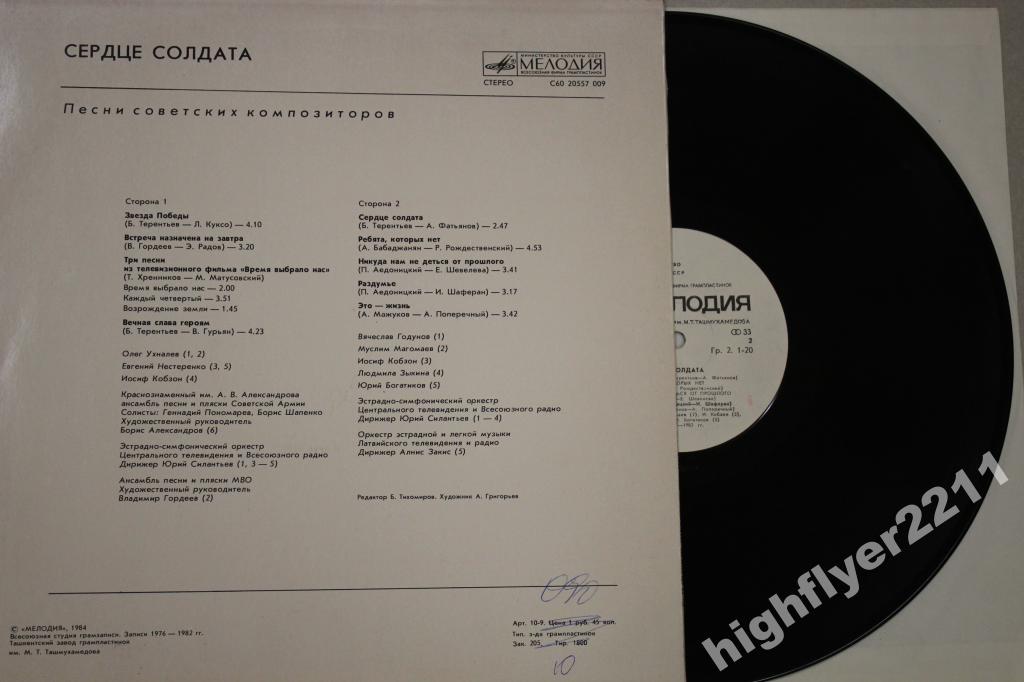 СЕРДЦЕ СОЛДАТА
МИНИСТЕРСТВО КУЛЬТУРЫ СССР
МЕЛОДИЯ
ВСЕСОЮЗНАЯ ФИРМА ГРАМПЛАСТИНОК
СТЕРЕО С60 20557 009
Песни советских композиторов
Сторона 1
Звезда Победы
(Б. Терентьев — Л. Куксо) — 4.10
Встреча назначена на завтра
(В. Гордеев — Э. Радов) — 3.20
Три песни
из телевизионного фильма «Время выбрало нас»
(Т. Хренников — М. Матусовский)
Время выбрало нас — 2.00
Каждый четвертый — 3.51
Возрождение земли — 1.45
Вечная слава героям
(Б. Терентьев — В. Гурьян) — 4.23
Олег Ухналев (1, 2)
Евгений Нестеренко (3, 5)
Иосиф Кобзон (4)
Краснознаменный им. А. В. Александрова
ансамбль песни и пляски Советской Армии
Солисты: Геннадий Пономарев, Борис Шапенко
Художественный руководитель
Борис Александров (6)
Эстрадно-симфонический оркестр
Центрального телевидения и Всесоюзного радио
Дирижер Юрий Силантьев (1, 3 — 5)
Ансамбль песни и пляски МВО
Художественный руководитель
Владимир Гордеев (2)
Сторона 2
Сердце солдата
(Б. Терентьев — А. Фатьянов) — 2.47
Ребята, которых нет
(А. Бабаджанян — Р. Рождественский) — 4.53
Никуда нам не деться от прошлого
(П. Аедоницкий — Е. Шевелева) — 3.41
Раздумье
(П. Аедоницкий — И. Шаферан) — 3.17
Это — жизнь
(А. Мажуков — А. Поперечный) — 3.42
Вячеслав Годунов (1)
Муслим Магомаев (2)
Иосиф Кобзон (3)
Людмила Зыкина (4)
Юрий Богатиков (5)
Эстрадно-симфонический оркестр
Центрального телевидения и Всесоюзного радио
Дирижер Юрий Силантьев (1 — 4)
Оркестр эстрадной и легкой музыки
Латвийского телевидения и радио
Дирижер Алнис Закис (5)
Редактор Б. Тихомиров. Художник А. Григорьев
© «МЕЛОДИЯ», 1984
Всесоюзная студия грамзаписи. Записи 1976 — 1982 гг.
Ташкентский завод грампластинок
им. М. Т. Ташмухамедова
Арт. 10-9. Цена 1 руб. 45 коп.
Тип. з-да грампластинок
Зак. 205. Тир. 1800
10
СССР
ФИРМА ГРАМПЛАСТИНОК
ЛОДИЯ
им. М.Т. ТАШМУХАМЕДОВА
33
2
Гр. 2. 1-20
СОЛДАТА
highflyer2211